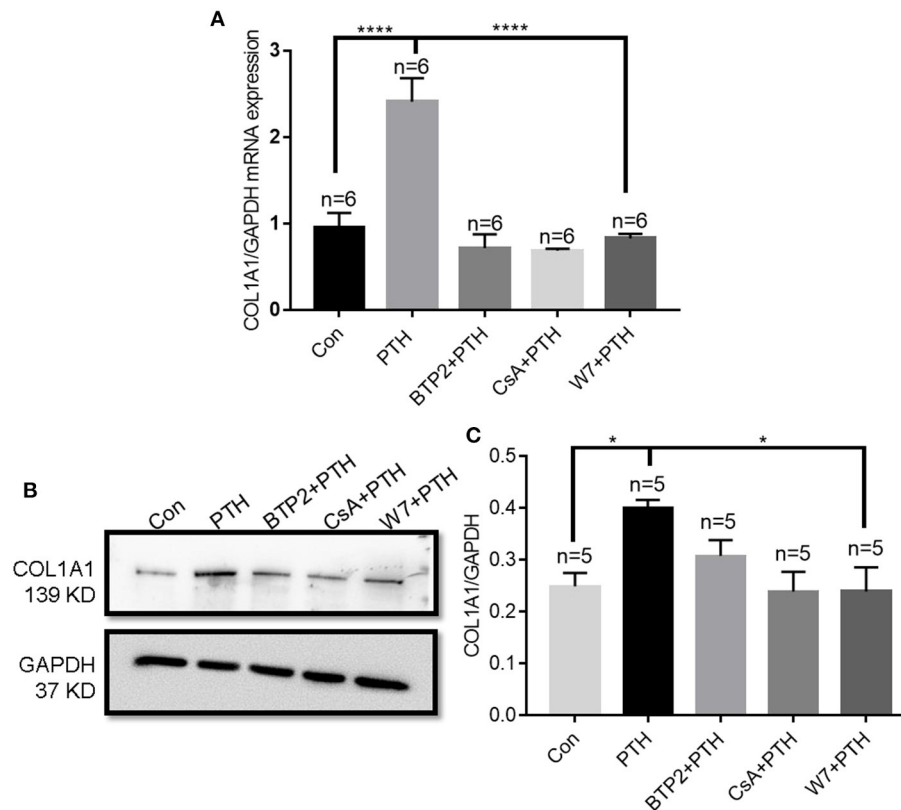 A
**** ****
COL1A1/GAPDH mRNA expression
3
2
1
0
n=6
n=6
n=6
n=6
n=6
Con
PTH
BTP2+PTH
CsA+PTH
W7+PTH
B
Con
PTH
BTP2+PTH
CsA+PTH
W7+PTH
COL1A1
139 KD
GAPDH
37 KD
C
* *
COL1A1/GAPDH
0.5
0.4
0.3
0.2
0.1
0.0
n=5
n=5
n=5
n=5
n=5
Con
PTH
BTP2+PTH
CsA+PTH
W7+PTH